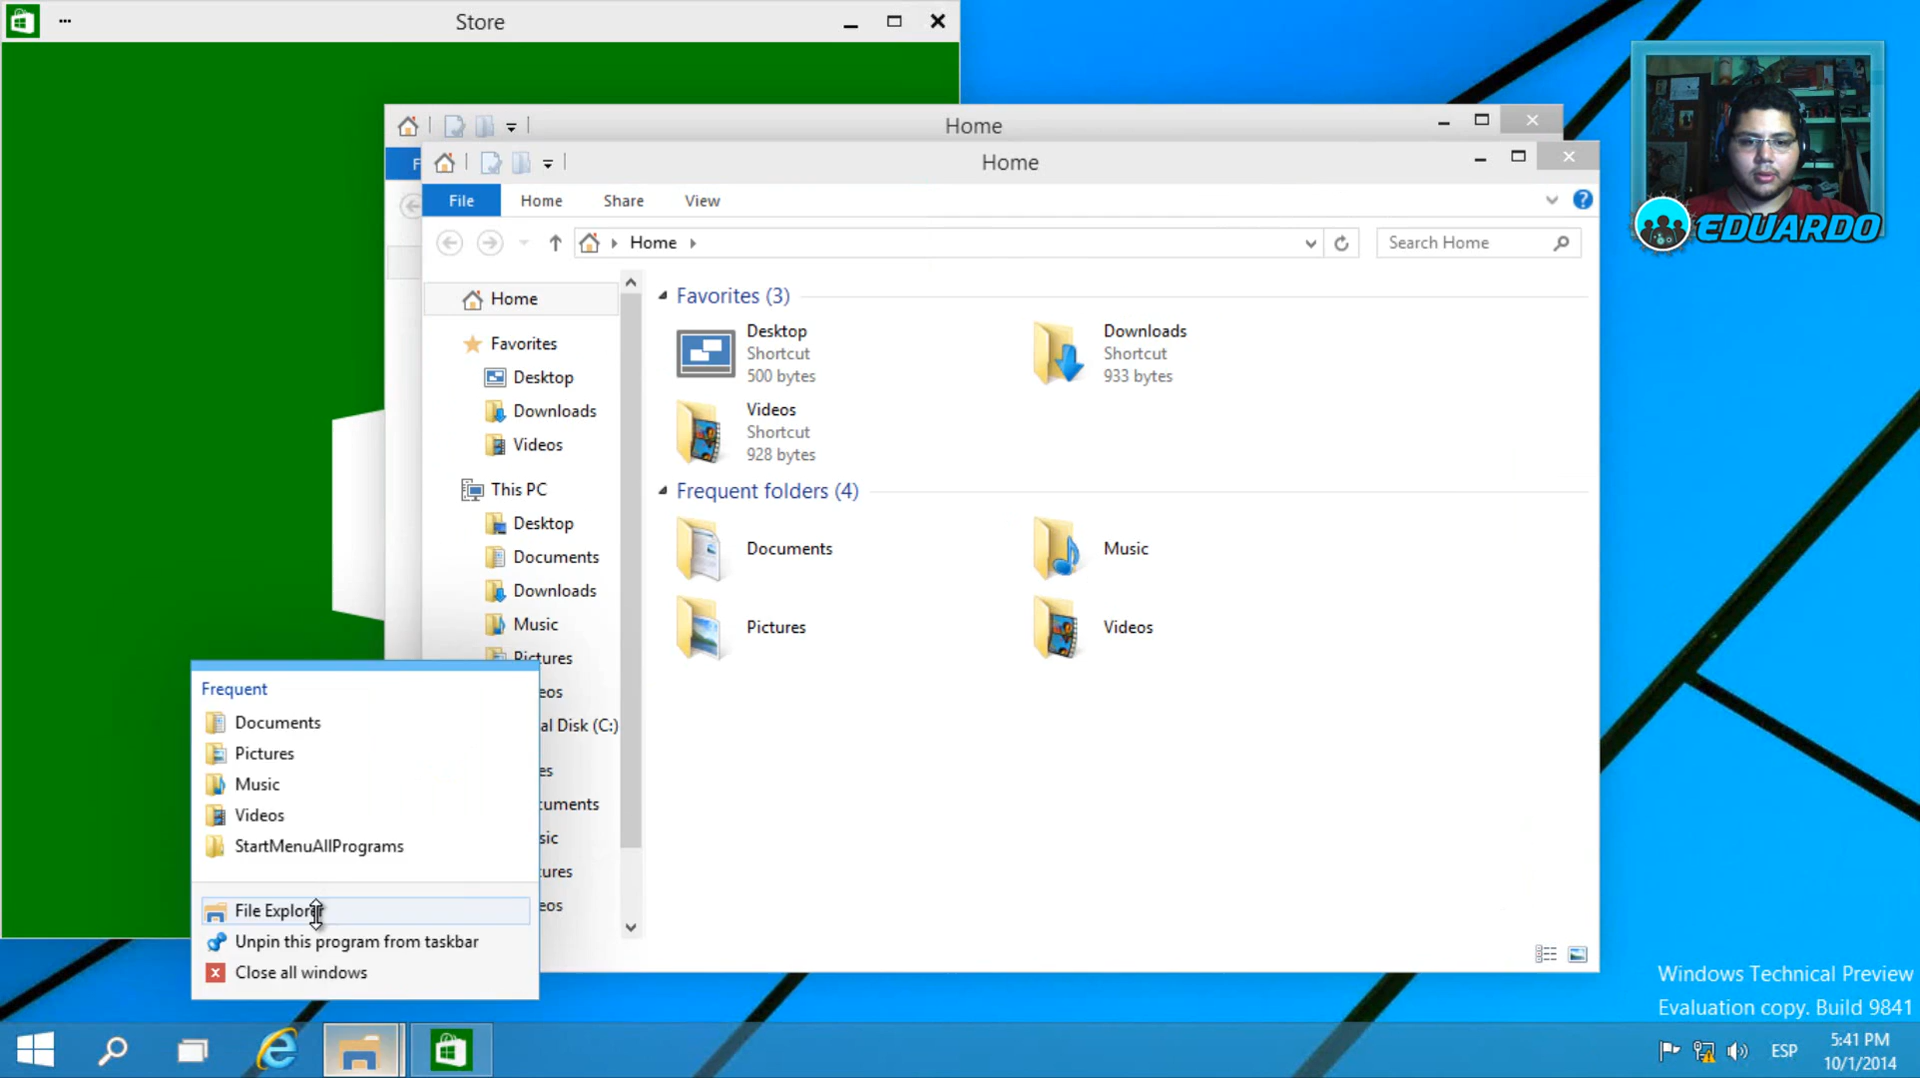 Store
Home
Home
File
Home
Share
View
Home
Search Home
Home
Favorites
Desktop
Downloads
Videos
This PC
Desktop
Documents
Downloads
Music
Pictures
eos
al Disk (C:)
es
cuments
sic
ures
eos
Favorites (3)
Desktop
Shortcut
500 bytes
Downloads
Shortcut
933 bytes
Videos
Shortcut
928 bytes
Frequent folders (4)
Documents
Music
Pictures
Videos
Frequent
Documents
Pictures
Music
Videos
StartMenuAllPrograms
File Explorer
Unpin this program from taskbar
Close all windows
EDUARDO
Windows Technical Preview
Evaluation copy. Build 9841
ESP
5:41 PM
10/1/2014